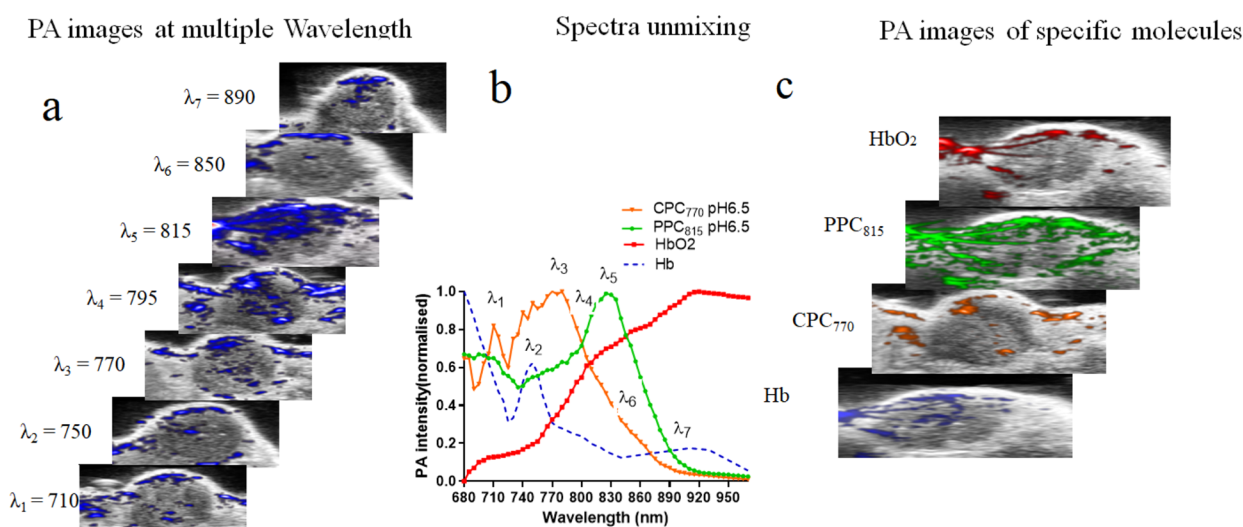 PA images at multiple Wavelength
Spectra unmixing
PA images of specific molecules
a
λ₇ = 890
λ₆ = 850
λ₅ = 815
λ₄ = 795
λ₃ = 770
λ₂ = 750
λ₁ = 710
b
CPC₇₇₀ pH6.5
PPC₈₁₅ pH6.5
HbO2
Hb
λ₁
λ₂
λ₃
λ₄
λ₅
λ₆
λ₇
PA intensity(normalised)
1.0
0.8
0.6
0.4
0.2
0.0
680 710 740 770 800 830 860 890 920 950
Wavelength (nm)
c
HbO₂
PPC₈₁₅
CPC₇₇₀
Hb